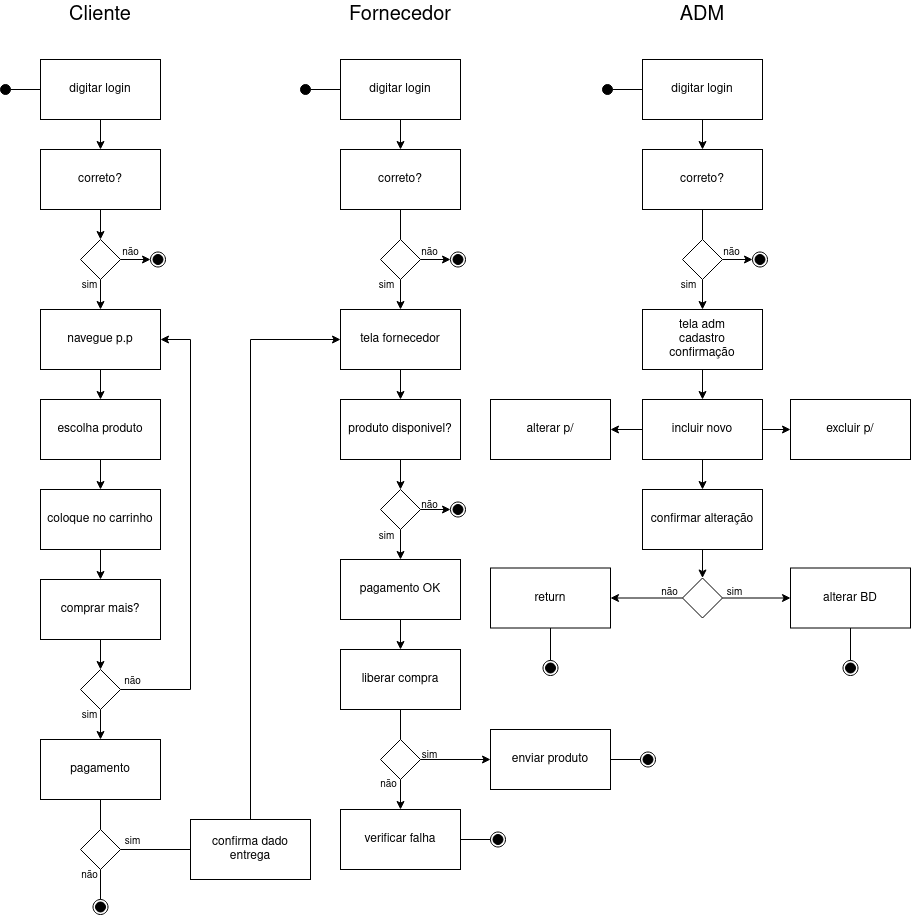 Cliente
digitar login
correto?
não
sim
navegue p.p
escolha produto
coloque no carrinho
comprar mais?
não
sim
pagamento
sim
não
confirma dado
entrega
Fornecedor
digitar login
correto?
não
sim
tela fornecedor
produto disponivel?
não
sim
pagamento OK
liberar compra
sim
não
enviar produto
verificar falha
ADM
digitar login
correto?
não
sim
tela adm
cadastro
confirmação
alterar p/
incluir novo
excluir p/
confirmar alteração
não
sim
return
alterar BD